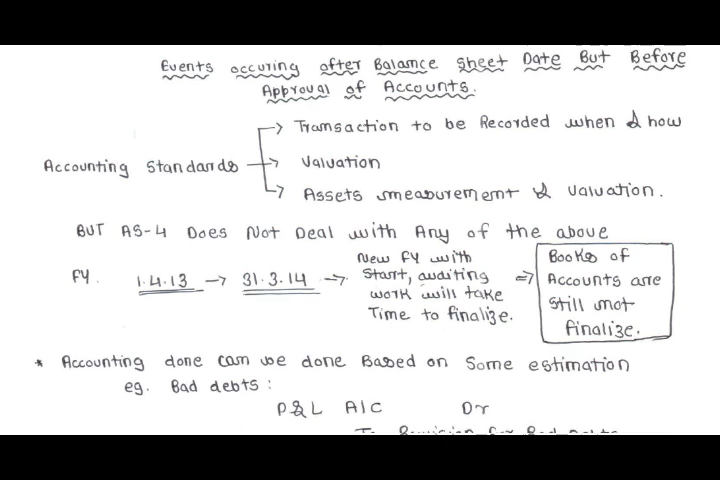 Events occuring after Balance Sheet Date But Before
Approval of Accounts.
Transaction to be Recorded when & how
Accounting Standards → Valuation
Assets measurement & Valuation.
BUT AS-4 Does Not Deal with Any of the above
FY. 1.4.13 → 31.3.14 → New FY with Start, auditing work will take Time to finalize. ⇒ Books of Accounts are still not finalize.
* Accounting done can be done Based on Some estimation
eg. Bad debts:
P&L A/C Dr